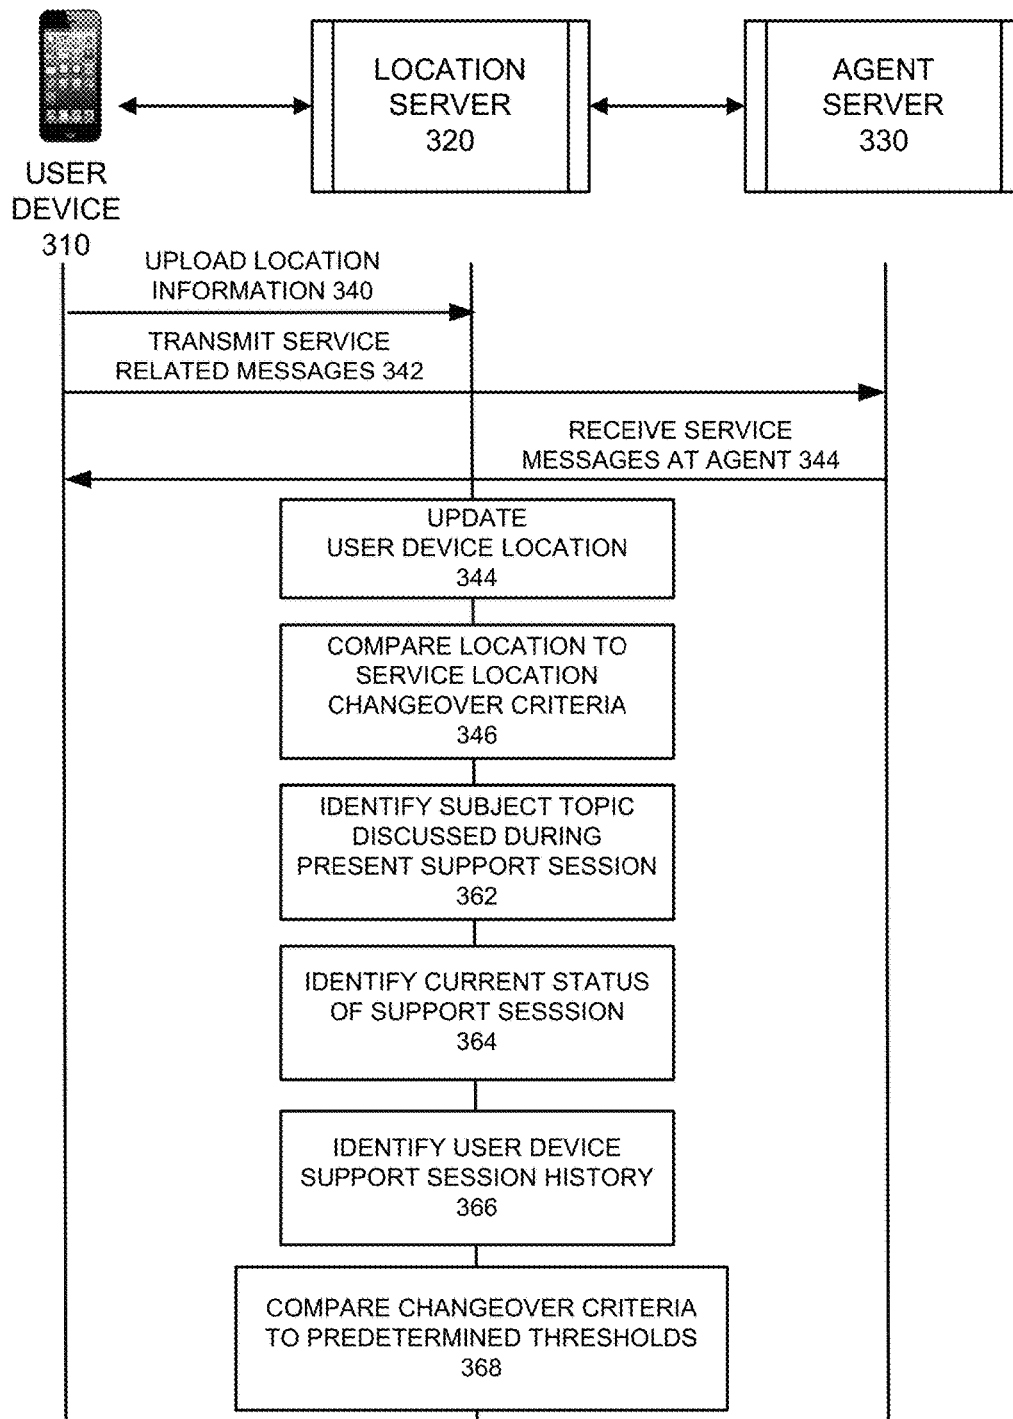 USER
DEVICE
310
LOCATION
SERVER
320
AGENT
SERVER
330
UPLOAD LOCATION
INFORMATION 340
TRANSMIT SERVICE
RELATED MESSAGES 342
RECEIVE SERVICE
MESSAGES AT AGENT 344
UPDATE
USER DEVICE LOCATION
344
COMPARE LOCATION TO
SERVICE LOCATION
CHANGEOVER CRITERIA
346
IDENTIFY SUBJECT TOPIC
DISCUSSED DURING
PRESENT SUPPORT SESSION
362
IDENTIFY CURRENT STATUS
OF SUPPORT SESSSION
364
IDENTIFY USER DEVICE
SUPPORT SESSION HISTORY
366
COMPARE CHANGEOVER CRITERIA
TO PREDETERMINED THRESHOLDS
368